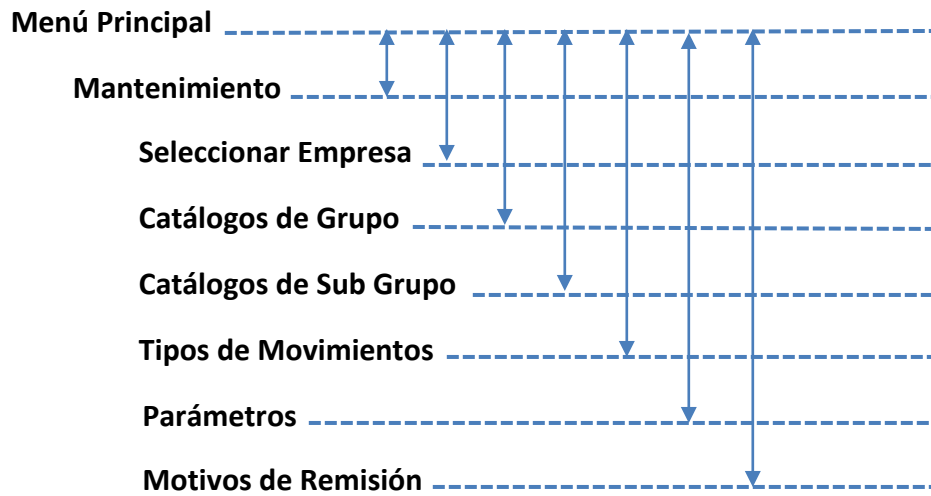 Menú Principal
Mantenimiento
Seleccionar Empresa
Catálogos de Grupo
Catálogos de Sub Grupo
Tipos de Movimientos
Parámetros
Motivos de Remisión